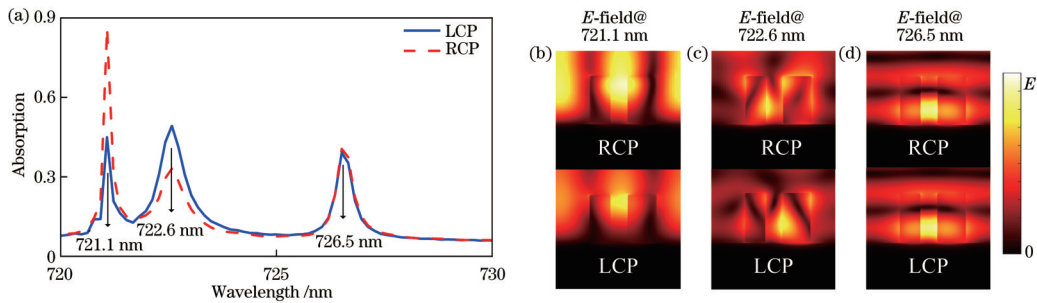 (a)
0.9
0.6
0.3
0
Absorption
LCP
RCP
721.1 nm
722.6 nm
726.5 nm
720
725
730
Wavelength /nm
E-field@
721.1 nm
E-field@
722.6 nm
E-field@
726.5 nm
(b)
(c)
(d)
RCP
RCP
RCP
LCP
LCP
LCP
E
0